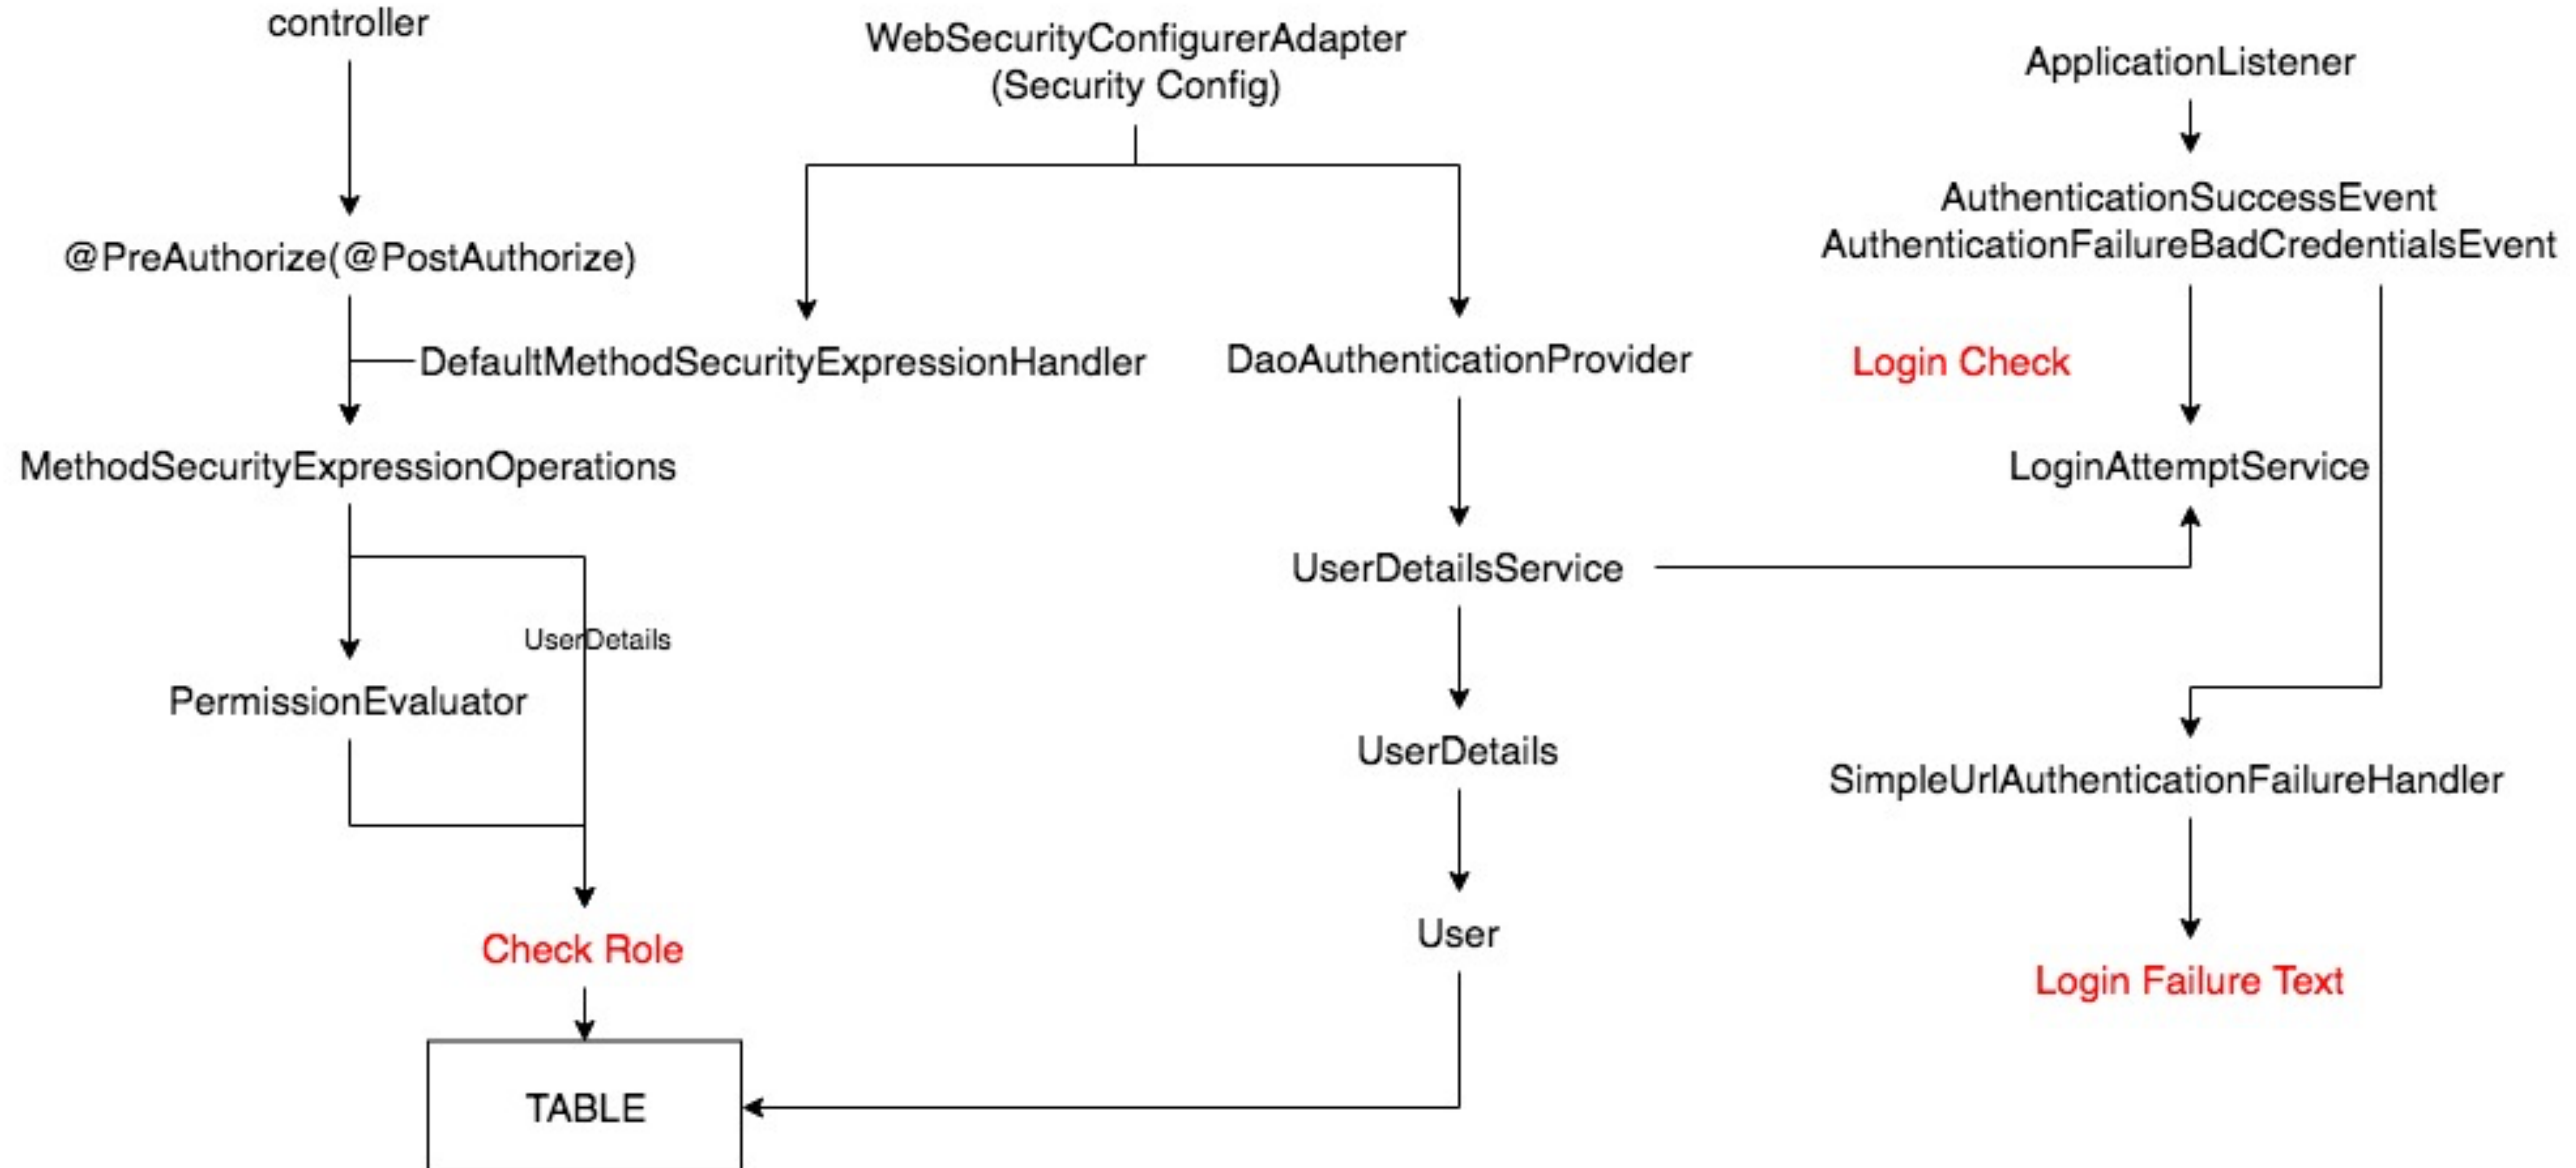 controller
WebSecurityConfigurerAdapter
(Security Config)
ApplicationListener
AuthenticationSuccessEvent
AuthenticationFailureBadCredentialsEvent
@PreAuthorize(@PostAuthorize)
DefaultMethodSecurityExpressionHandler
DaoAuthenticationProvider
Login Check
MethodSecurityExpressionOperations
LoginAttemptService
UserDetailsService
UserDetails
PermissionEvaluator
UserDetails
SimpleUrlAuthenticationFailureHandler
User
Check Role
Login Failure Text
TABLE